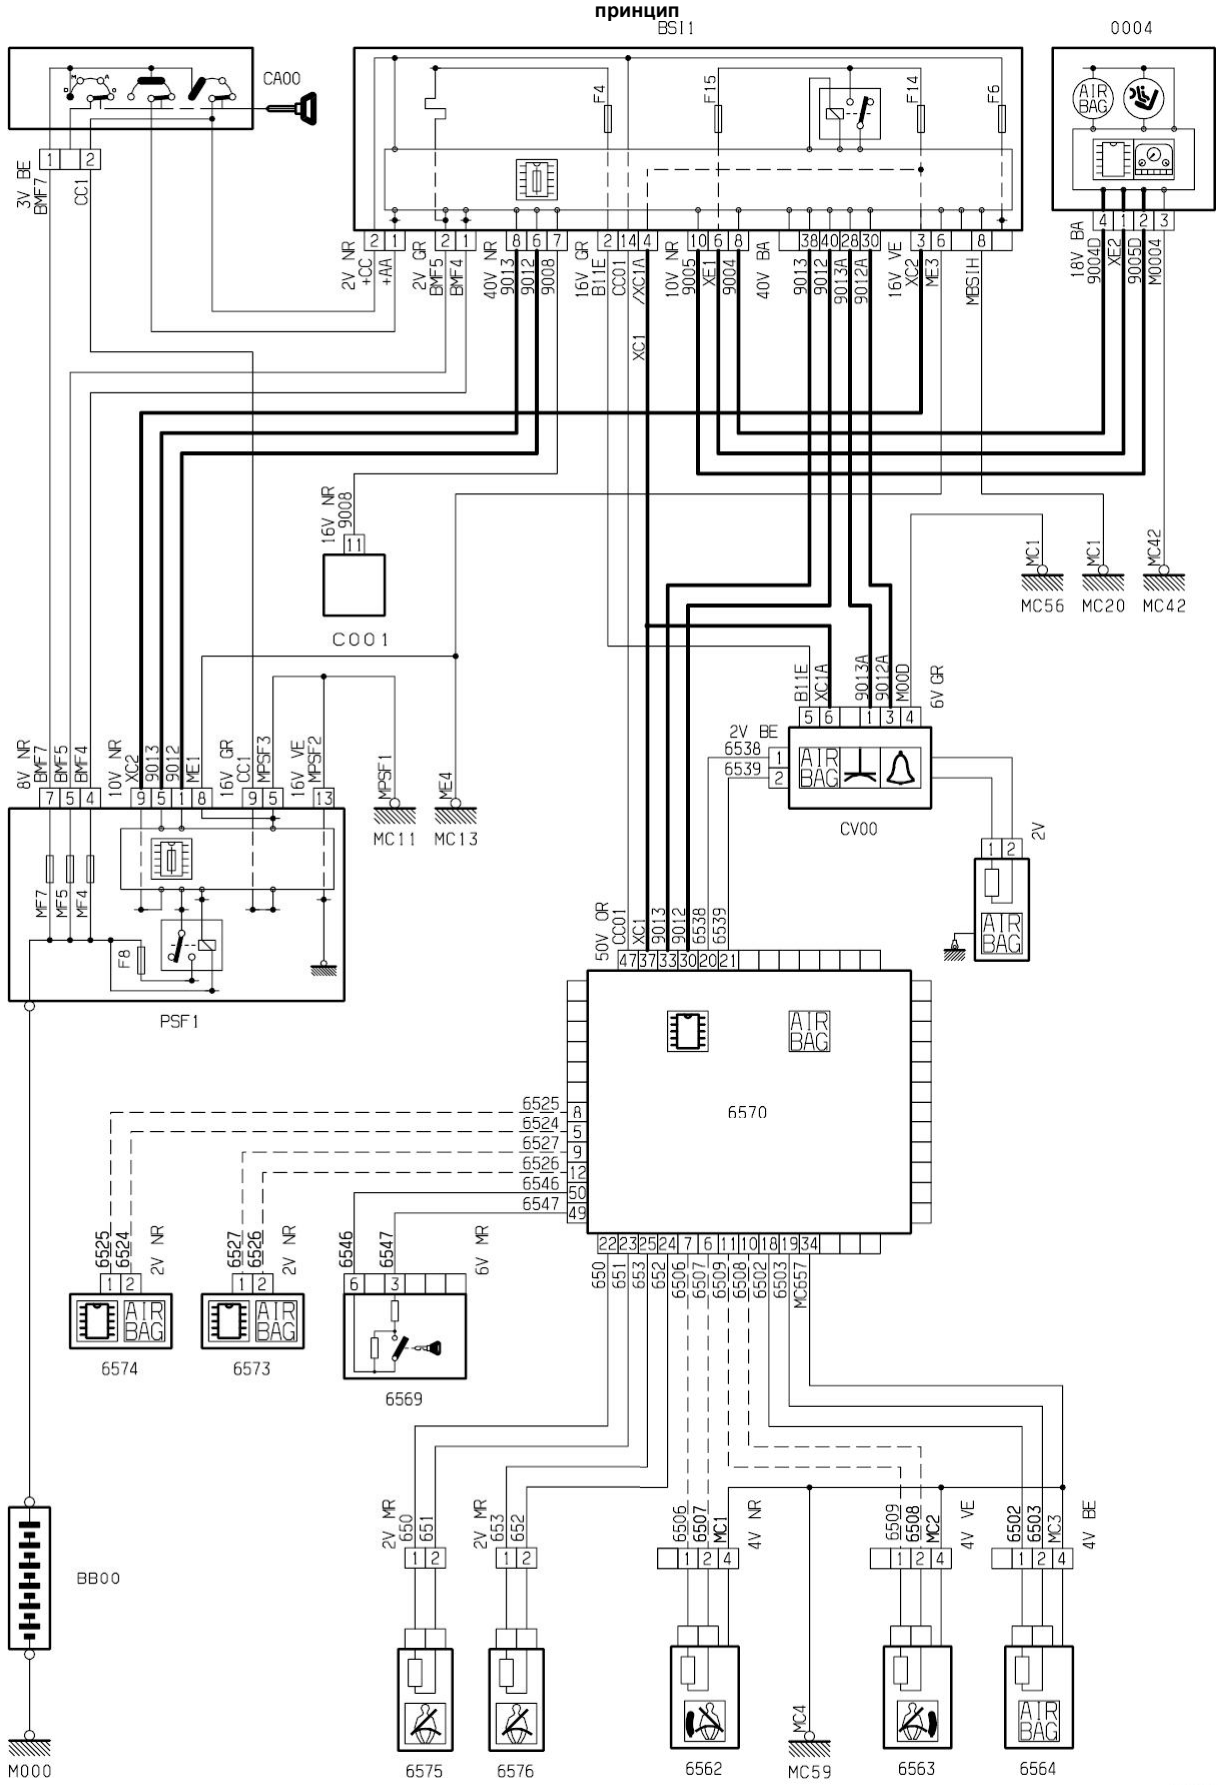 принцип
BSI1
0004
CA00
F4
F15
F14
F6
AIR
BAG
1 2
3V BE
BMF7
CC1
2 1 2 1 8 6 7 2 14 4 10 6 8 38 40 28 30 3 6 8
4 1 2 3
2V NR
+CC
+AA
2V GR
BMF5
BMF4
40V NR
9013
9012
9008
16V GR
B11E
CC01
/XC1A
10V NR
9005
XE1
9004
40V BA
9013
9012
9013A
9012A
16V VE
XC2
ME3
MBSIH
18V BA
9004D
XE2
9005D
M0004
XC1
16V NR
9008
11
C001
MC1
MC1
MC42
MC56
MC20
MC42
B11E
XC1A
9013A
9012A
M00D
6V GR
5 6 1 3 4
2V BE
6538
6539
1
2
AIR
BAG
CV00
2V
1 2
AIR
BAG
8V NR
BMF7
BMF5
BMF4
10V NR
XC2
9013
9012
ME1
16V GR
CC1
MPSF3
16V VE
MPSF2
MPSF1
ME4
7 5 4 9 5 1 8 9 5 13
MC11
MC13
MF7
MF5
MF4
F8
PSF1
50V OR
CC01
XC1
9013
9012
6538
6539
47 37 33 30 20 21
AIR
BAG
6570
6525 8
6524 5
6527 9
6526 12
6546 50
6547 49
22 23 25 24 7 6 11 10 18 19 34
650
651
653
652
6506
6507
6509
6508
6502
6503
MC657
6525
6524
2V NR
6527
6526
2V NR
6546
6547
6V MR
1 2
1 2
6 3
AIR
BAG
AIR
BAG
6574
6573
6569
2V MR
650
651
2V MR
653
652
6506
6507
MC1
4V NR
6509
6508
MC2
4V VE
6502
6503
MC3
4V BE
1 2
1 2
1 2 4
1 2 4
1 2 4
BB00
MC4
AIR
BAG
M000
6575
6576
6562
MC59
6563
6564